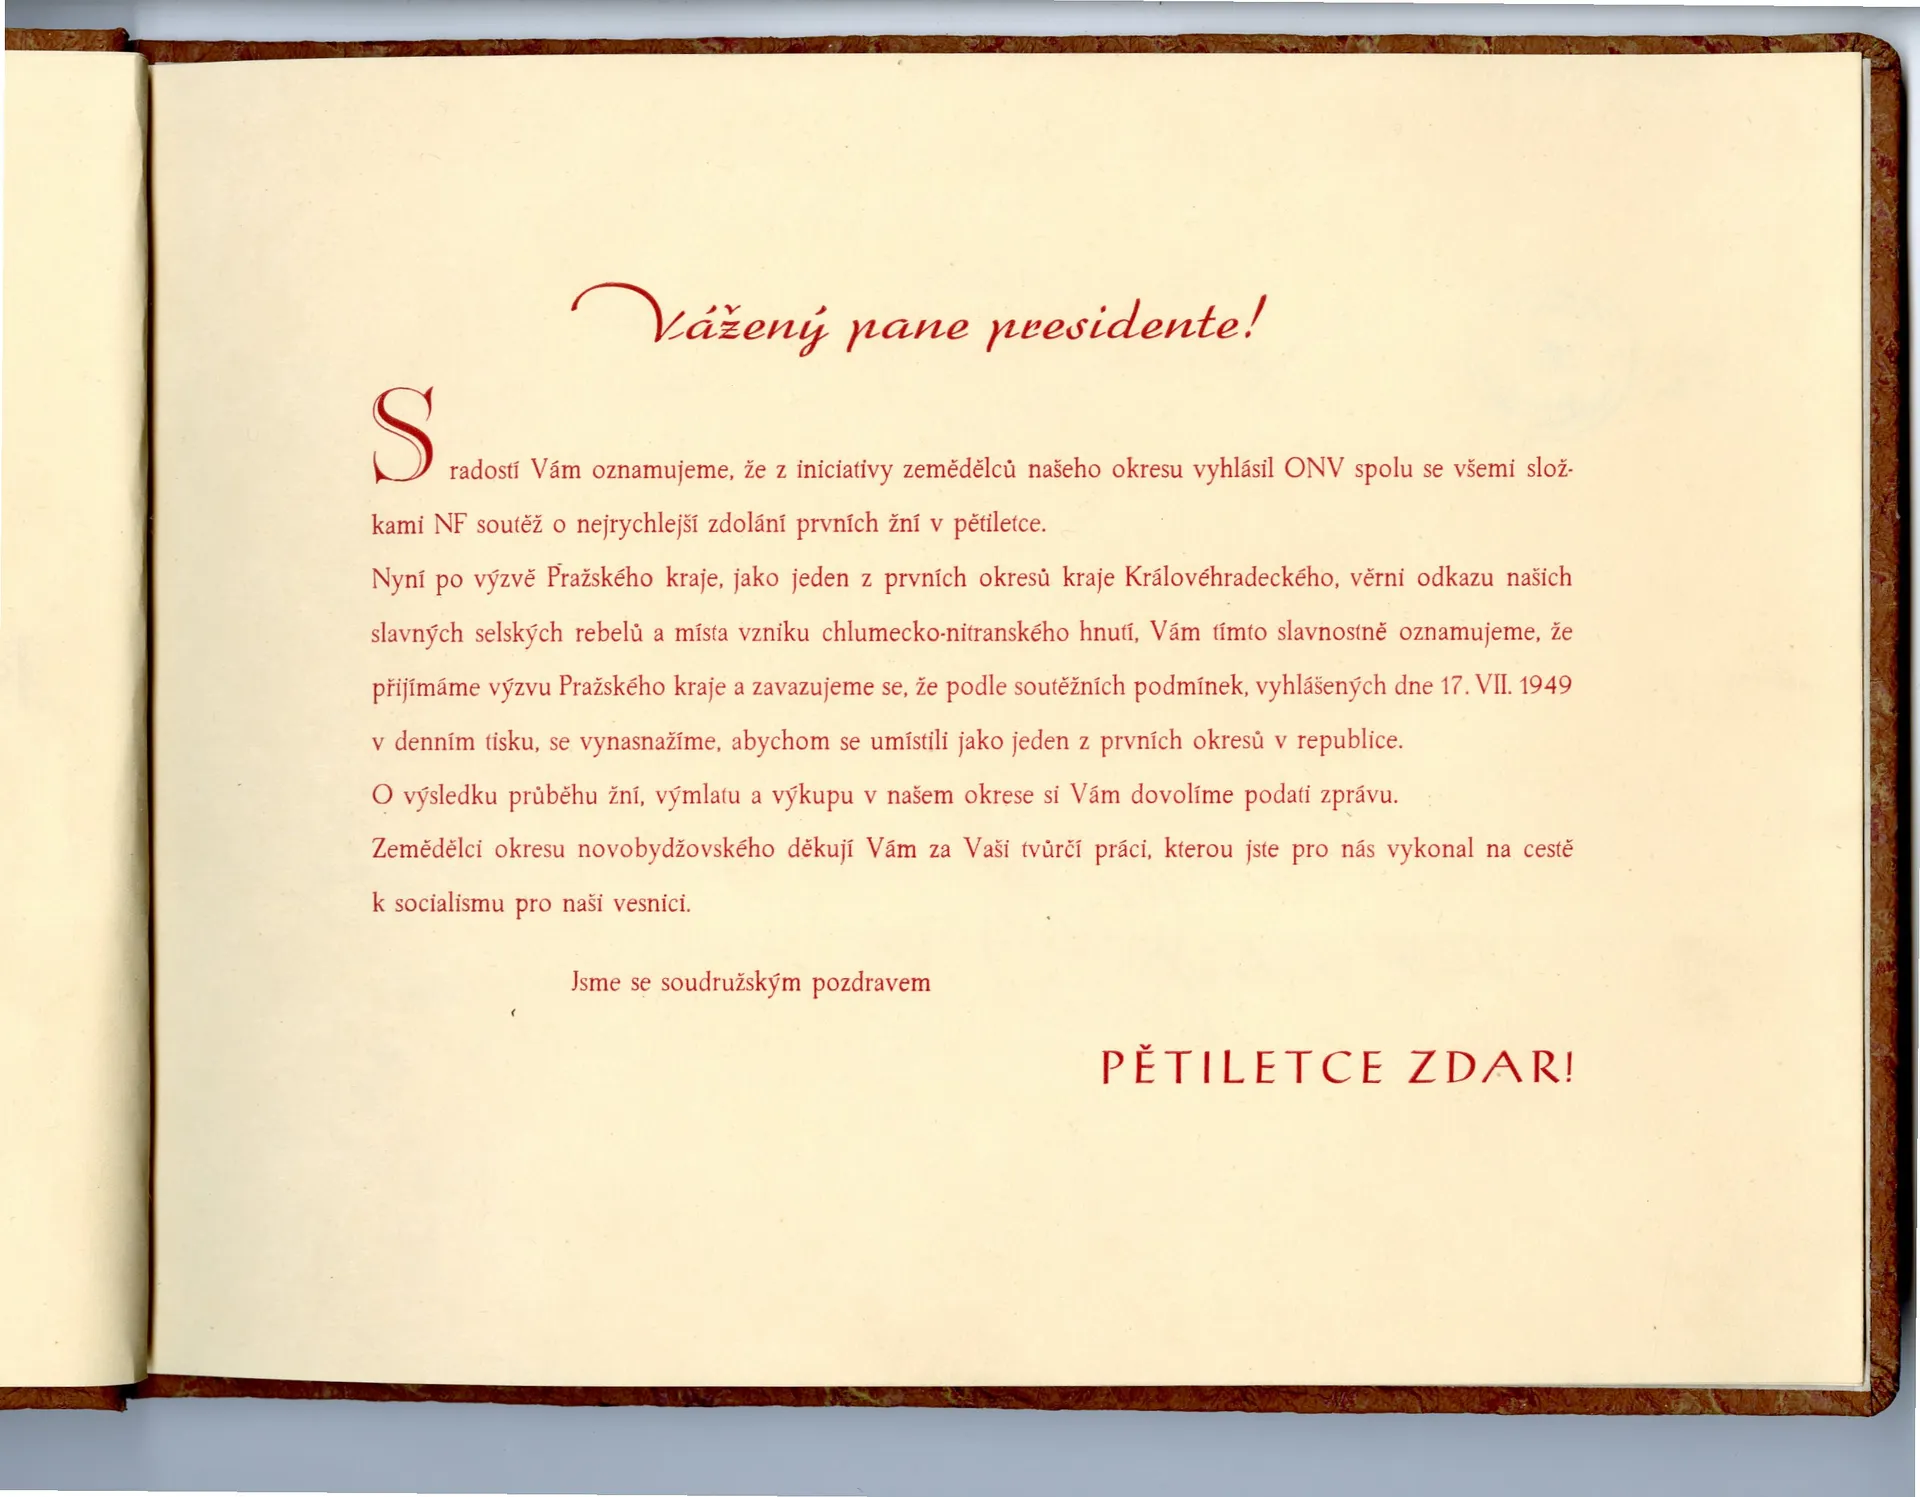 Vážený pane presidente!
S radostí Vám oznamujeme, že z iniciativy zemědělců našeho okresu vyhlásil ONV spolu se všemi slož-
kami NF soutěž o nejrychlejší zdolání prvních žní v pětiletce.
Nyní po výzvě Pražského kraje, jako jeden z prvních okresů kraje Královéhradeckého, věrni odkazu našich
slavných selských rebelů a místa vzniku chlumecko-nitranského hnutí, Vám tímto slavnostně oznamujeme, že
přijímáme výzvu Pražského kraje a zavazujeme se, že podle soutěžních podmínek, vyhlášených dne 17. VII. 1949
v denním tisku, se vynasnažíme, abychom se umístili jako jeden z prvních okresů v republice.
O výsledku průběhu žní, výmlatu a výkupu v našem okrese si Vám dovolíme podati zprávu.
Zemědělci okresu novobydžovského děkují Vám za Vaši tvůrčí práci, kterou jste pro nás vykonal na cestě
k socialismu pro naši vesnici.
Jsme se soudružským pozdravem
PĚTILETCE ZDAR!